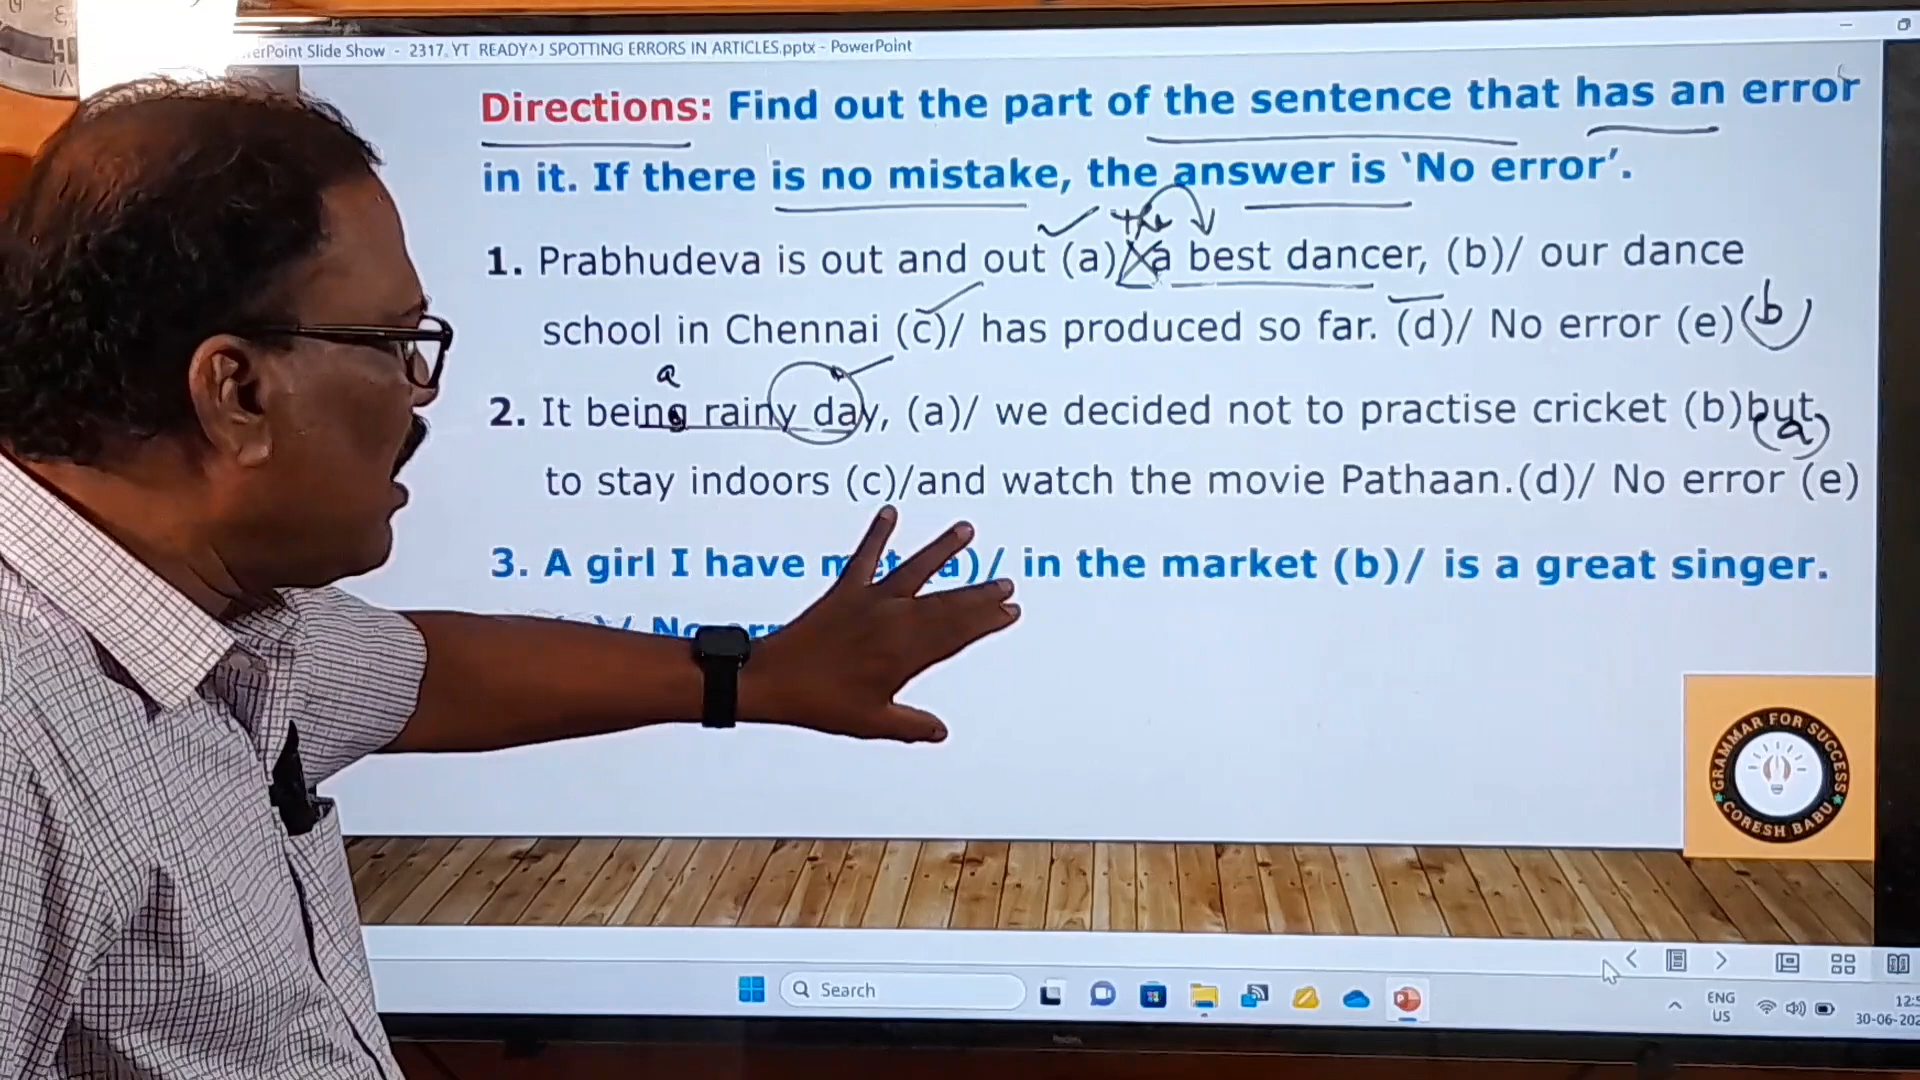 PowerPoint Slide Show - 2317. YT READY^J SPOTTING ERRORS IN ARTICLES.pptx - PowerPoint
Directions: Find out the part of the sentence that has an error
in it. If there is no mistake, the answer is ‘No error’.
the
1. Prabhudeva is out and out (a)/ a best dancer, (b)/ our dance
school in Chennai (c)/ has produced so far. (d)/ No error (e) (b)
a
2. It being rainy day, (a)/ we decided not to practise cricket (b)but
(a)
to stay indoors (c)/and watch the movie Pathaan.(d)/ No error (e)
3. A girl I have met (a)/ in the market (b)/ is a great singer.
No
GRAMMAR FOR SUCCESS
CORESH BABU
Search
ENG
US